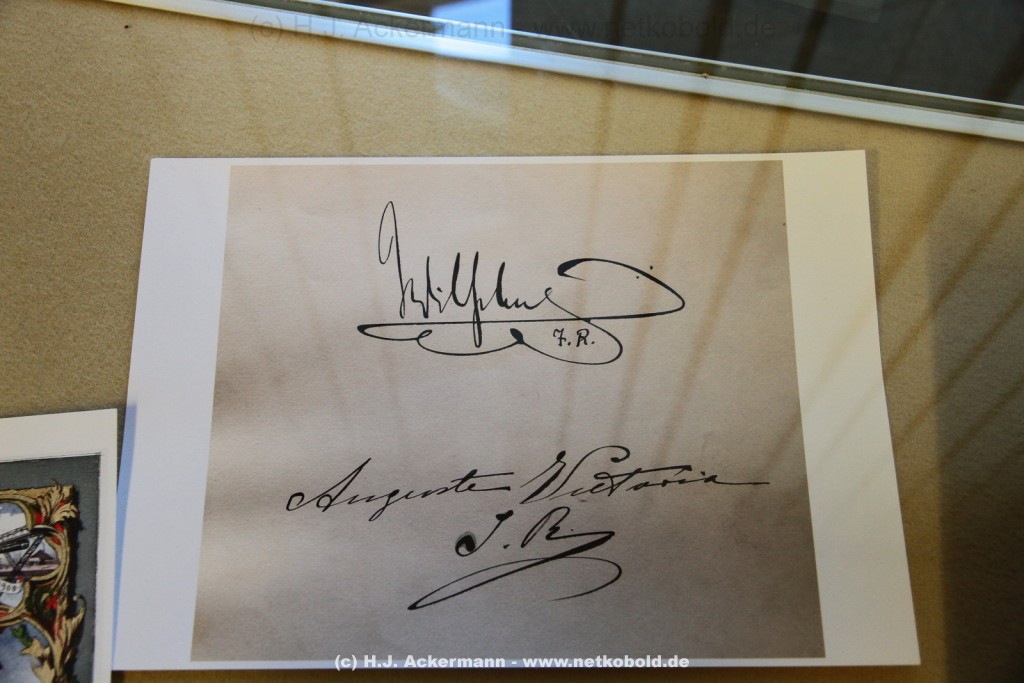 (c) H.J. Ackermann - www.netkobold.de
Wilhelm
I.R.
Auguste Victoria
I. R.
(c) H.J. Ackermann - www.netkobold.de